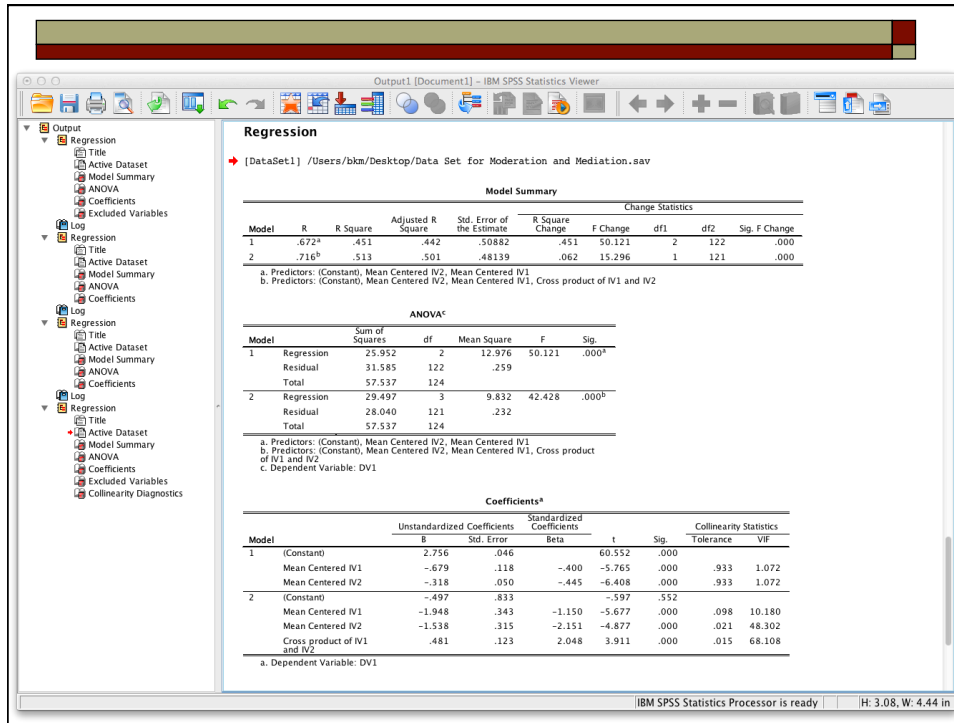 Output1 [Document1] – IBM SPSS Statistics Viewer
Output
Regression
Title
Active Dataset
Model Summary
ANOVA
Coefficients
Excluded Variables
Log
Regression
Title
Active Dataset
Model Summary
ANOVA
Coefficients
Log
Regression
Title
Active Dataset
Model Summary
ANOVA
Coefficients
Log
Regression
Title
Active Dataset
Model Summary
ANOVA
Coefficients
Excluded Variables
Collinearity Diagnostics
Regression
[DataSet1] /Users/bkm/Desktop/Data Set for Moderation and Mediation.sav
Model Summary
Change Statistics
Model R R Square Adjusted R Square Std. Error of the Estimate R Square Change F Change df1 df2 Sig. F Change
1 .672a .451 .442 .50882 .451 50.121 2 122 .000
2 .716b .513 .501 .48139 .062 15.296 1 121 .000
a. Predictors: (Constant), Mean Centered IV2, Mean Centered IV1
b. Predictors: (Constant), Mean Centered IV2, Mean Centered IV1, Cross product of IV1 and IV2
ANOVAc
Model Sum of Squares df Mean Square F Sig.
1 Regression 25.952 2 12.976 50.121 .000a
Residual 31.585 122 .259
Total 57.537 124
2 Regression 29.497 3 9.832 42.428 .000b
Residual 28.040 121 .232
Total 57.537 124
a. Predictors: (Constant), Mean Centered IV2, Mean Centered IV1
b. Predictors: (Constant), Mean Centered IV2, Mean Centered IV1, Cross product
of IV1 and IV2
c. Dependent Variable: DV1
Coefficientsa
Unstandardized Coefficients Standardized Coefficients Collinearity Statistics
Model B Std. Error Beta t Sig. Tolerance VIF
1 (Constant) 2.756 .046 60.552 .000
Mean Centered IV1 –.679 .118 –.400 –5.765 .000 .933 1.072
Mean Centered IV2 –.318 .050 –.445 –6.408 .000 .933 1.072
2 (Constant) –.497 .833 –.597 .552
Mean Centered IV1 –1.948 .343 –1.150 –5.677 .000 .098 10.180
Mean Centered IV2 –1.538 .315 –2.151 –4.877 .000 .021 48.302
Cross product of IV1 and IV2 .481 .123 2.048 3.911 .000 .015 68.108
a. Dependent Variable: DV1
IBM SPSS Statistics Processor is ready
H: 3.08, W: 4.44 in